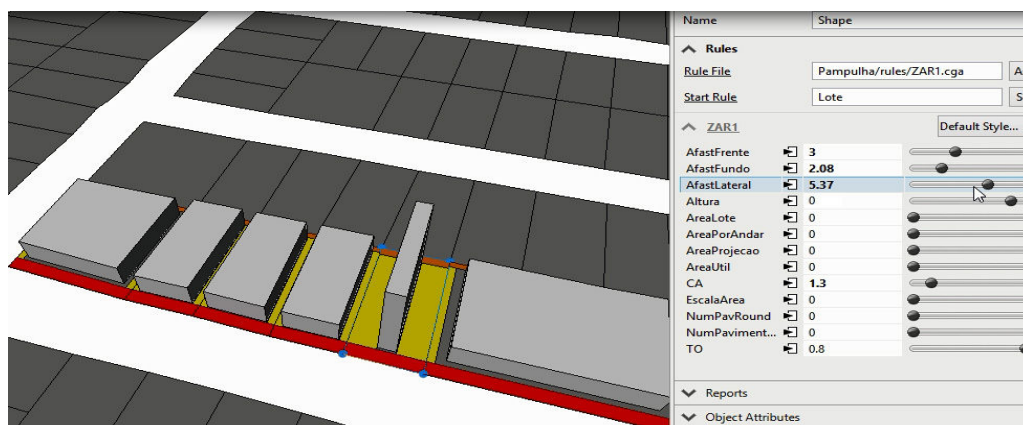 Name Shape
Rules
Rule File Pampulha/rules/ZAR1.cga
Start Rule Lote
ZAR1 Default Style...
AfastFrente 3
AfastFundo 2.08
AfastLateral 5.37
Altura 0
AreaLote 0
AreaPorAndar 0
AreaProjecao 0
AreaUtil 0
CA 1.3
EscalaArea 0
NumPavRound 0
NumPaviment... 0
TO 0.8
Reports
Object Attributes